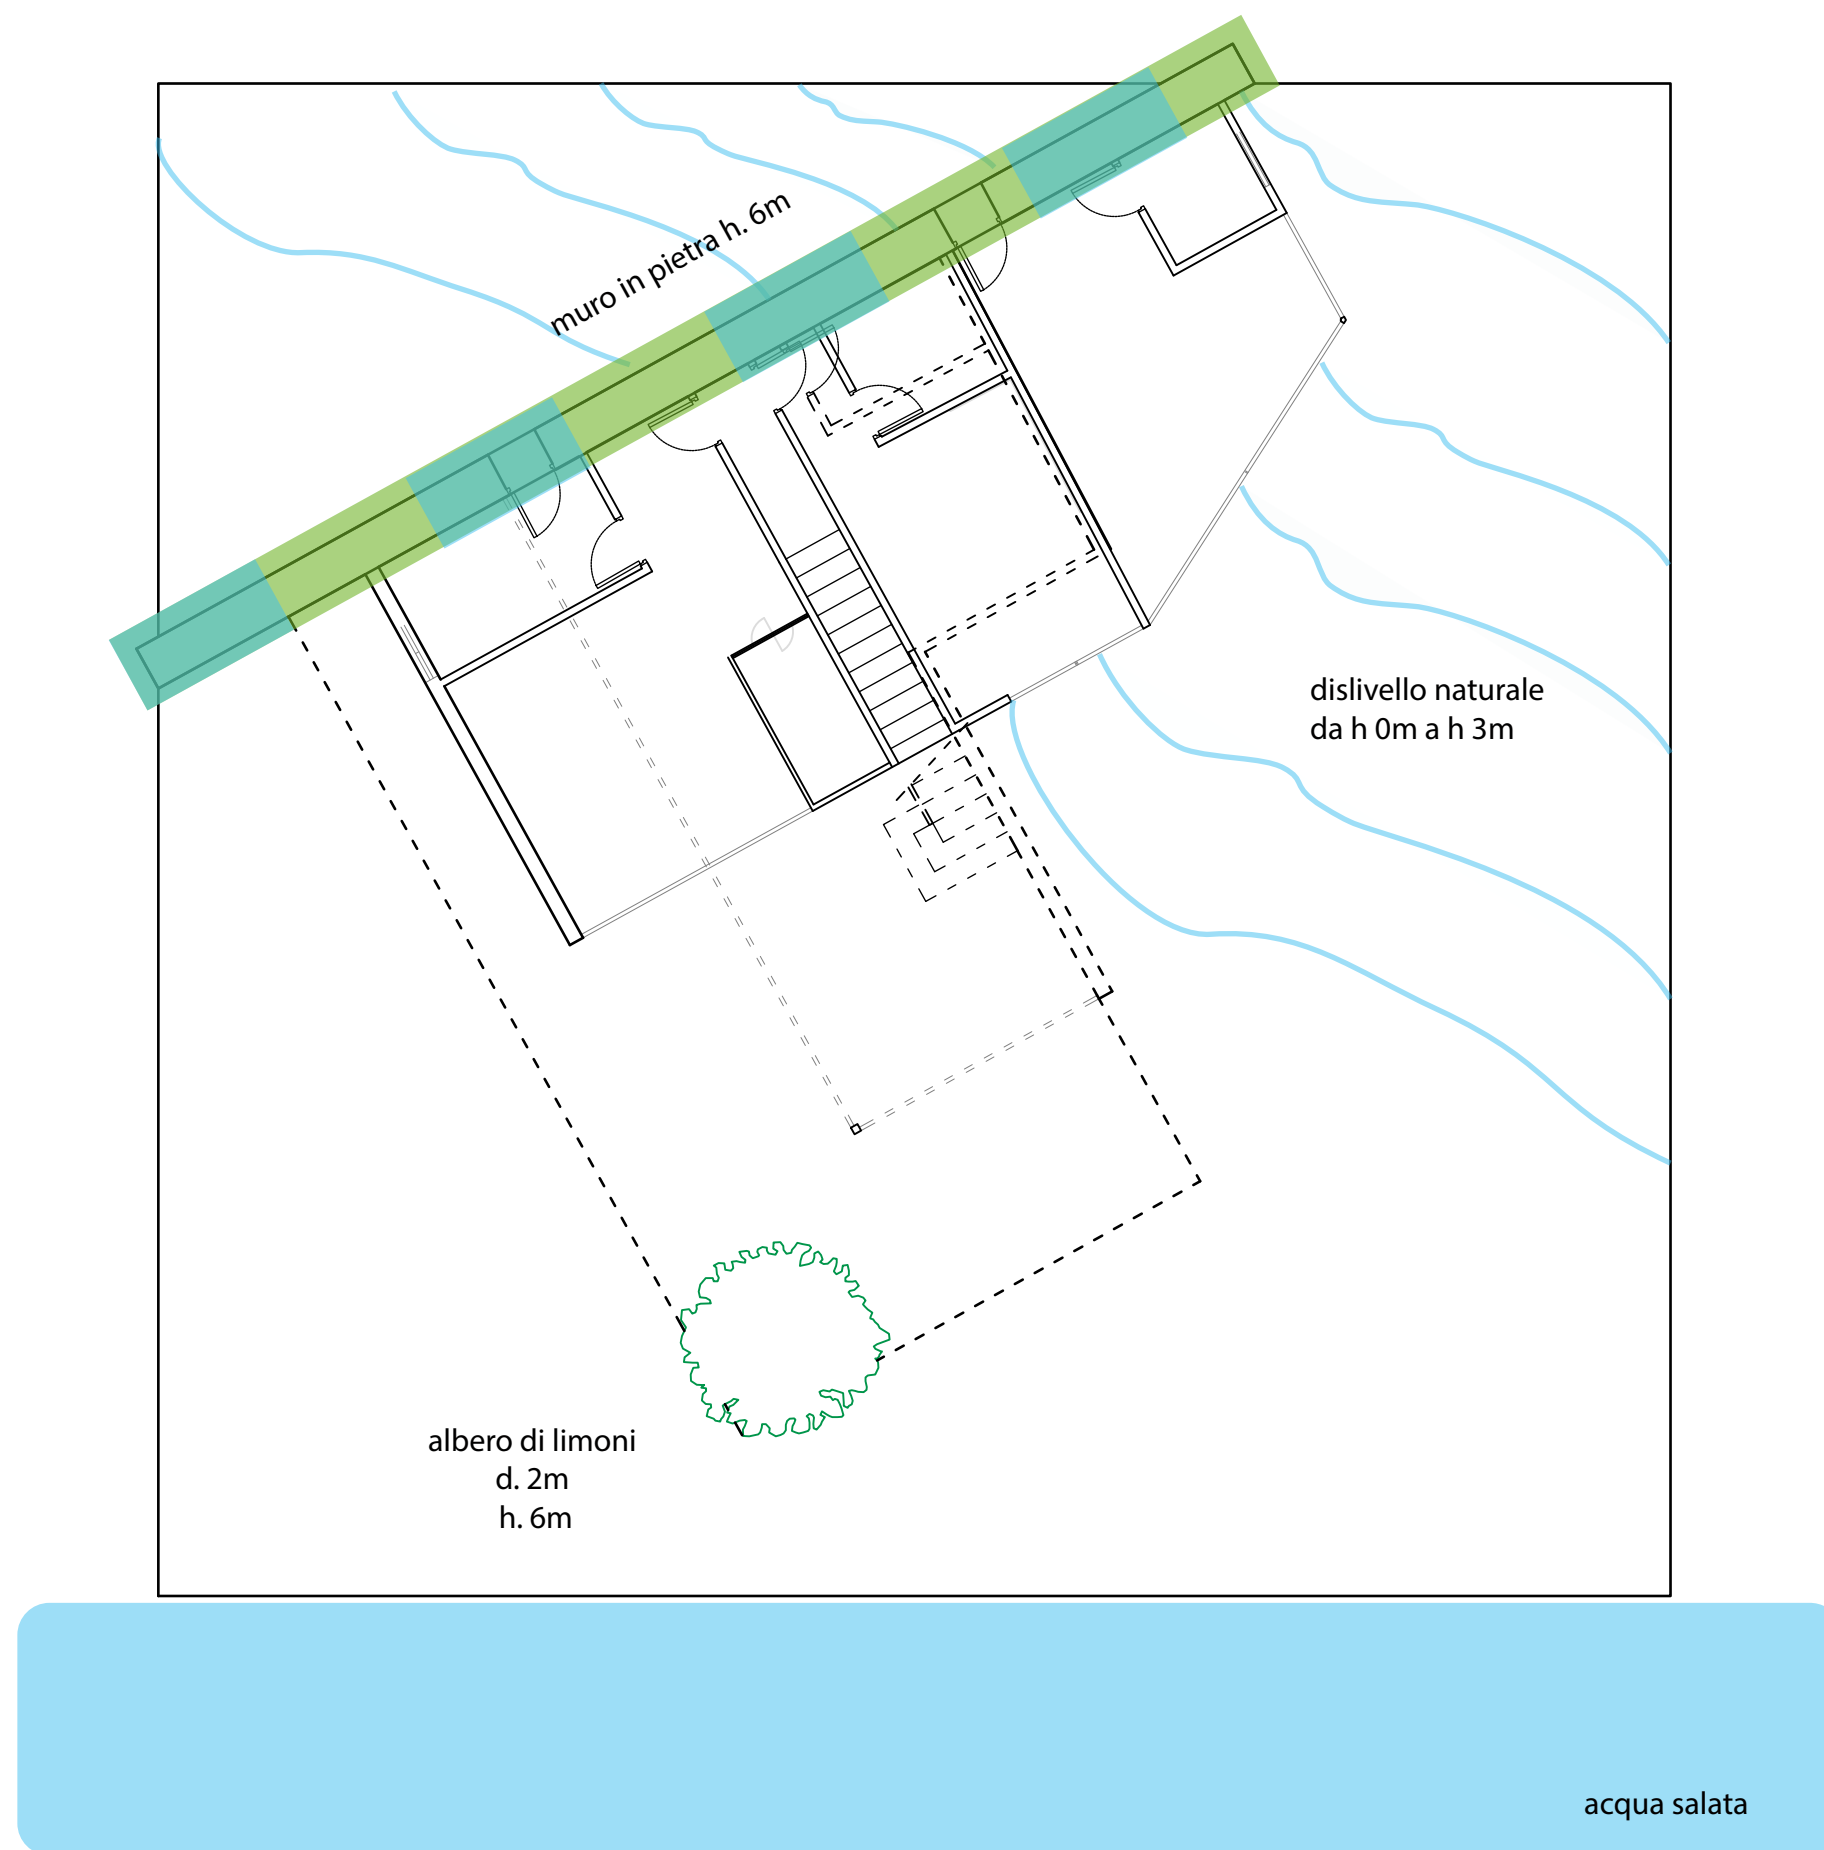 muro in pietra h. 6m
dislivello naturale
da h 0m a h 3m
albero di limoni
d. 2m
h. 6m
acqua salata